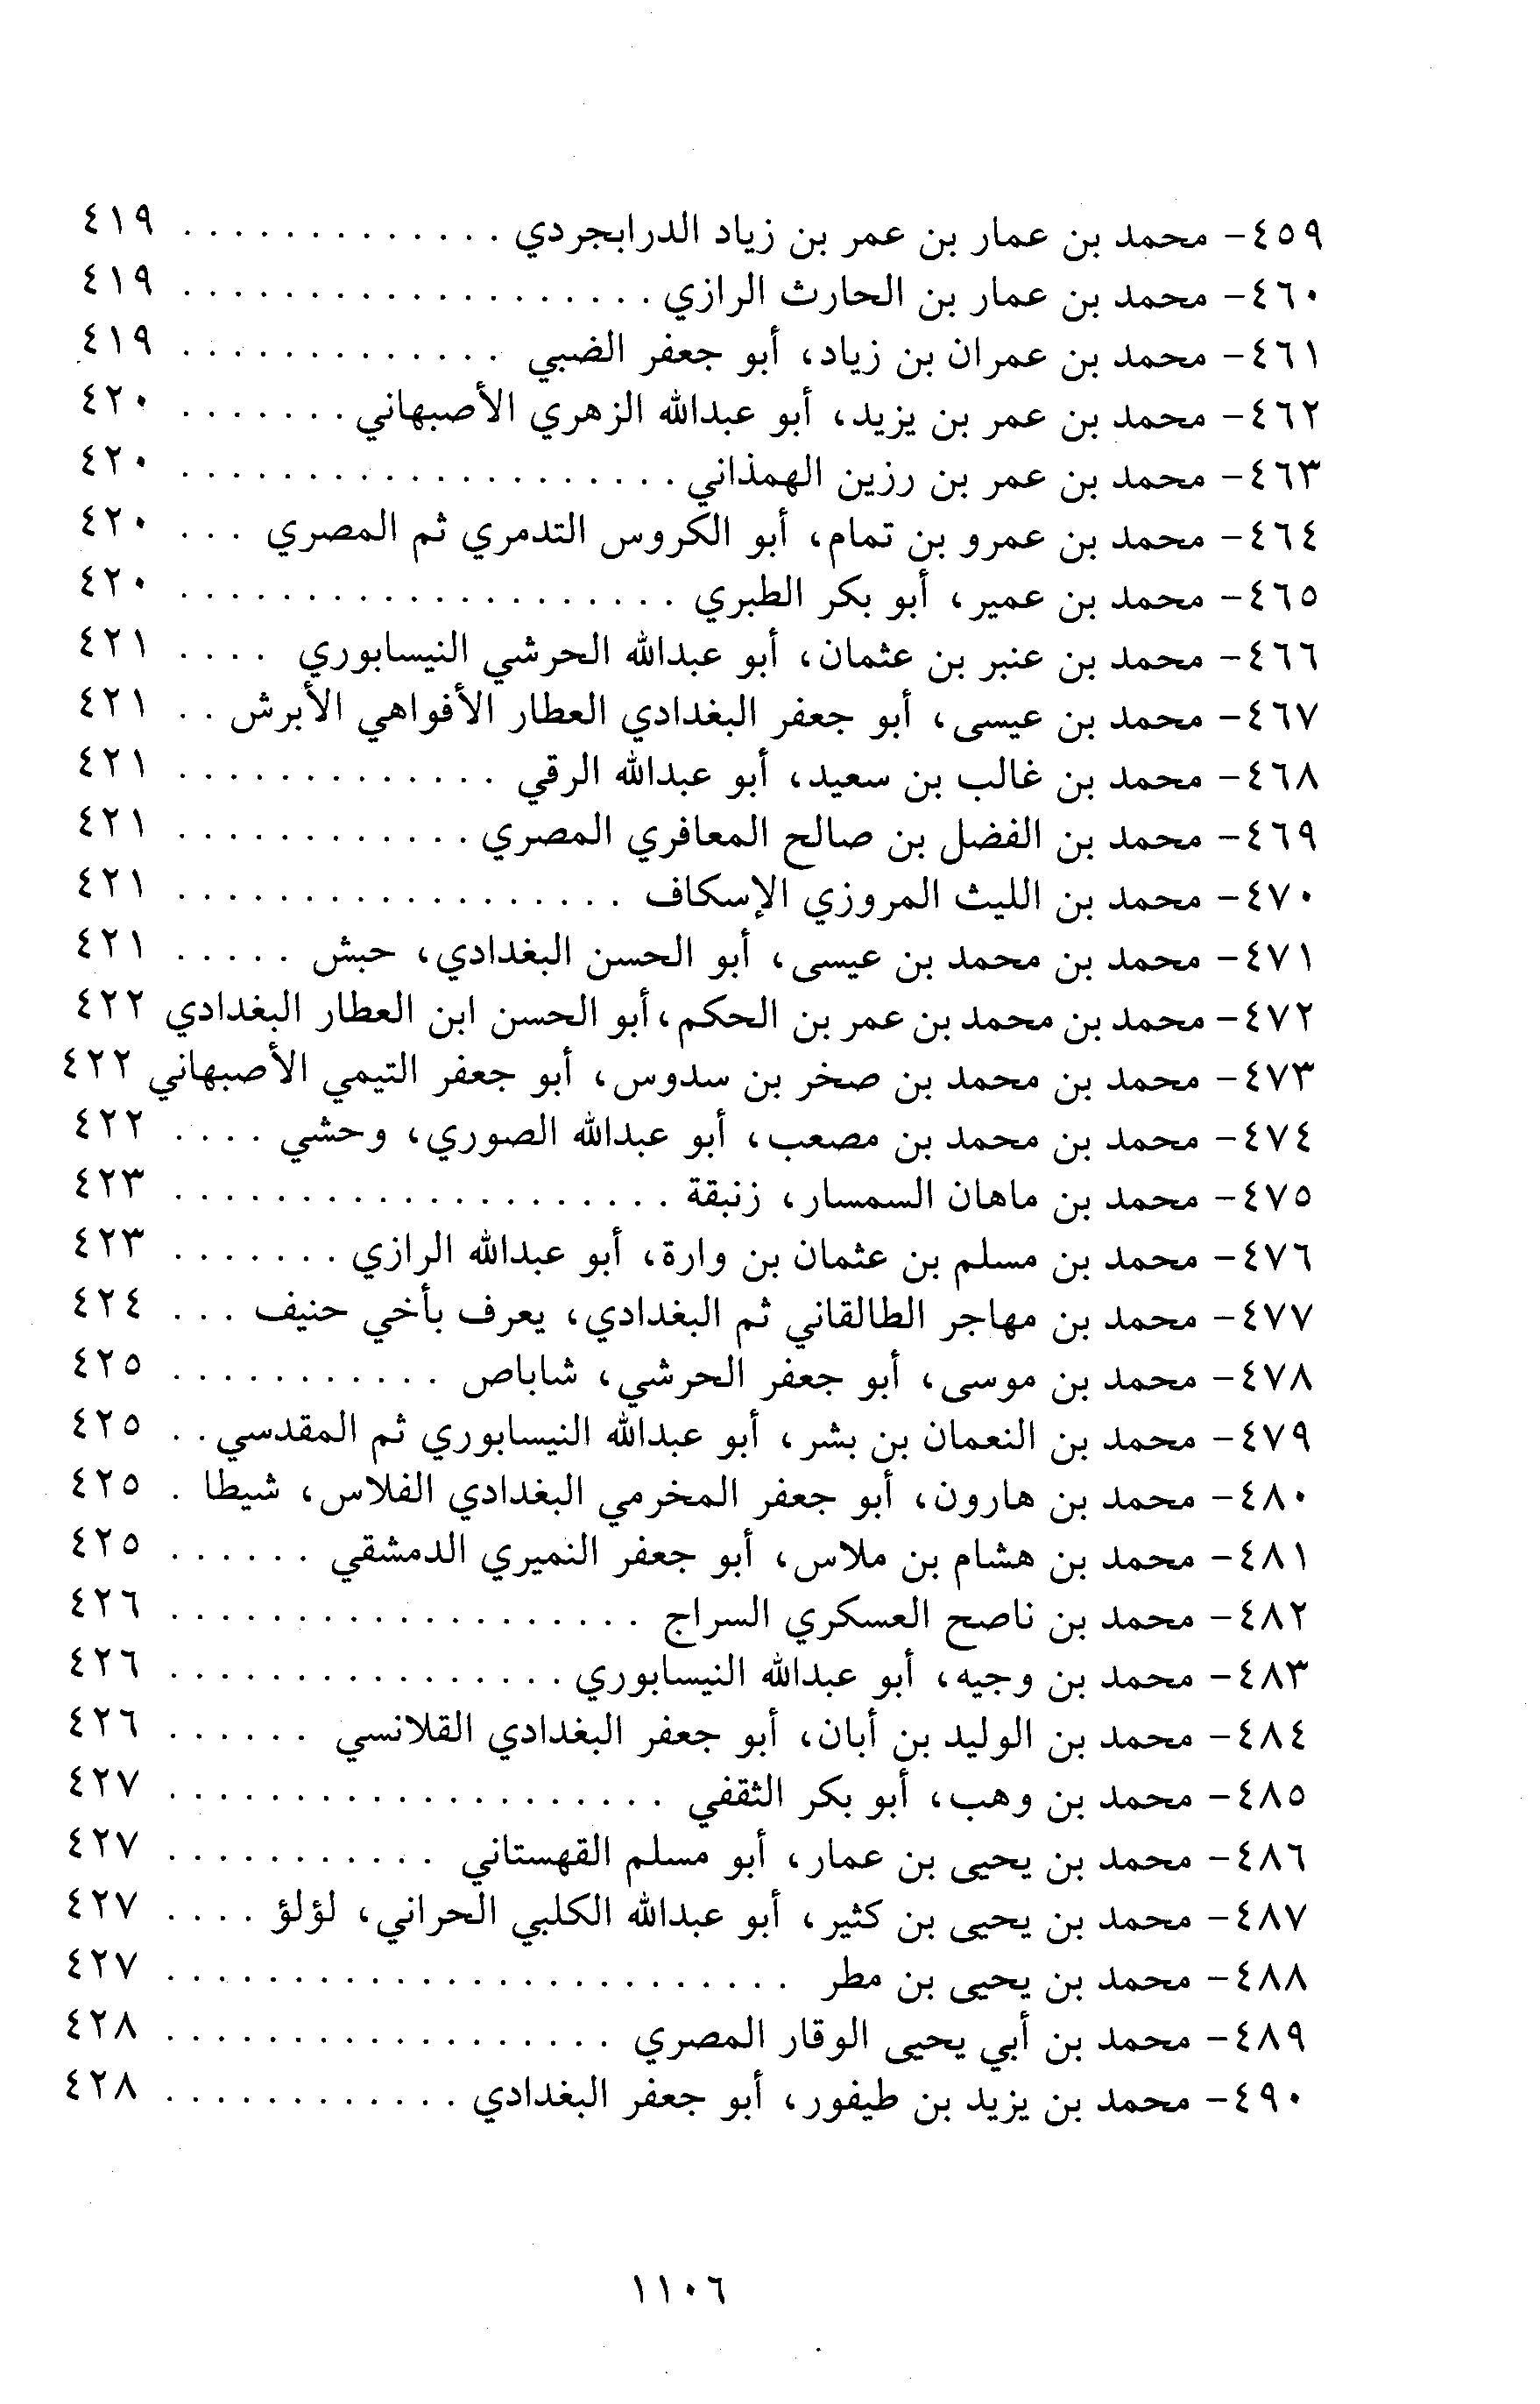 ٤٥٩- محمد بن عمار بن عمر بن زياد الدرابجردي . . . . . . . . . . . . . ٤١٩
٤٦٠- محمد بن عمار بن الحارث الرازي . . . . . . . . . . . . . . . . . . . ٤١٩
٤٦١- محمد بن عمران بن زياد، أبو جعفر الضبي . . . . . . . . . . . . . ٤١٩
٤٦٢- محمد بن عمر بن يزيد، أبو عبدالله الزهري الأصبهاني . . . . . . . ٤٢٠
٤٦٣- محمد بن عمر بن رزين الهمذاني . . . . . . . . . . . . . . . . . . . . ٤٢٠
٤٦٤- محمد بن عمرو بن تمام، أبو الكروس التدمري ثم المصري . . . ٤٢٠
٤٦٥- محمد بن عمير، أبو بكر الطبري . . . . . . . . . . . . . . . . . . . . ٤٢٠
٤٦٦- محمد بن عنبر بن عثمان، أبو عبدالله الحرشي النيسابوري . . . . ٤٢١
٤٦٧- محمد بن عيسى، أبو جعفر البغدادي العطار الأفواهي الأبرش . . ٤٢١
٤٦٨- محمد بن غالب بن سعيد، أبو عبدالله الرقي . . . . . . . . . . . . . ٤٢١
٤٦٩- محمد بن الفضل بن صالح المعافري المصري . . . . . . . . . . . . ٤٢١
٤٧٠- محمد بن الليث المروزي الإسكاف . . . . . . . . . . . . . . . . . . ٤٢١
٤٧١- محمد بن محمد بن عيسى، أبو الحسن البغدادي، حبش . . . . . ٤٢١
٤٧٢- محمد بن محمد بن عمر بن الحكم، أبو الحسن ابن العطار البغدادي ٤٢٢
٤٧٣- محمد بن محمد بن صخر بن سدوس، أبو جعفر التيمي الأصبهاني ٤٢٢
٤٧٤- محمد بن محمد بن مصعب، أبو عبدالله الصوري، وحشي . . . . ٤٢٢
٤٧٥- محمد بن ماهان السمسار، زنبقة . . . . . . . . . . . . . . . . . . . . ٤٢٣
٤٧٦- محمد بن مسلم بن عثمان بن وارة، أبو عبدالله الرازي . . . . . . . ٤٢٣
٤٧٧- محمد بن مهاجر الطالقاني ثم البغدادي، يعرف بأخي حنيف . . . ٤٢٤
٤٧٨- محمد بن موسى، أبو جعفر الحرشي، شاباص . . . . . . . . . . . ٤٢٥
٤٧٩- محمد بن النعمان بن بشر، أبو عبدالله النيسابوري ثم المقدسي . . ٤٢٥
٤٨٠- محمد بن هارون، أبو جعفر المخرمي البغدادي الفلاس، شيطا . ٤٢٥
٤٨١- محمد بن هشام بن ملاس، أبو جعفر النميري الدمشقي . . . . . . ٤٢٥
٤٨٢- محمد بن ناصح العسكري السراج . . . . . . . . . . . . . . . . . . . ٤٢٦
٤٨٣- محمد بن وجيه، أبو عبدالله النيسابوري . . . . . . . . . . . . . . . . ٤٢٦
٤٨٤- محمد بن الوليد بن أبان، أبو جعفر البغدادي القلانسي . . . . . . ٤٢٦
٤٨٥- محمد بن وهب، أبو بكر الثقفي . . . . . . . . . . . . . . . . . . . . ٤٢٧
٤٨٦- محمد بن يحيى بن عمار، أبو مسلم القهستاني . . . . . . . . . . . ٤٢٧
٤٨٧- محمد بن يحيى بن كثير، أبو عبدالله الكلبي الحراني، لؤلؤ . . . . ٤٢٧
٤٨٨- محمد بن يحيى بن مطر . . . . . . . . . . . . . . . . . . . . . . . . . ٤٢٧
٤٨٩- محمد بن أبي يحيى الوقار المصري . . . . . . . . . . . . . . . . . . ٤٢٨
٤٩٠- محمد بن يزيد بن طيفور، أبو جعفر البغدادي . . . . . . . . . . . . ٤٢٨
١١٠٦